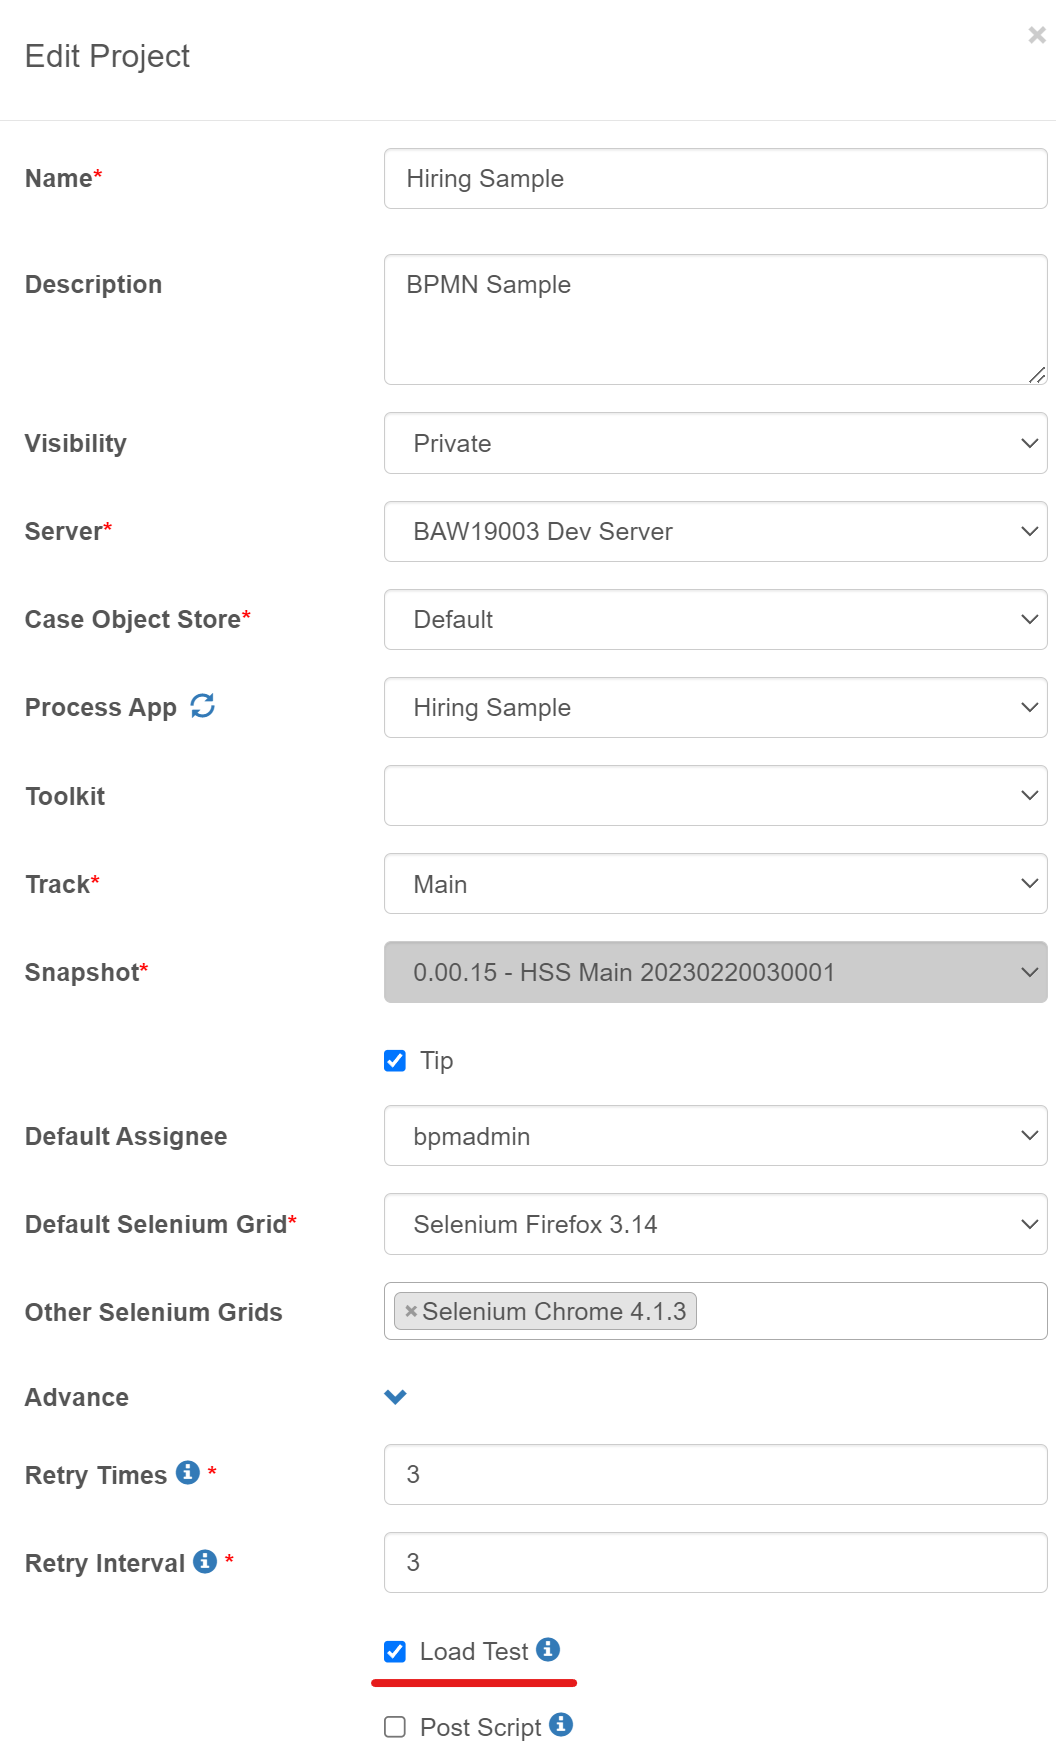 Edit Project
×
Name* Hiring Sample
Description BPMN Sample
Visibility Private
Server* BAW19003 Dev Server
Case Object Store* Default
Process App Hiring Sample
Toolkit
Track* Main
Snapshot* 0.00.15 - HSS Main 20230220030001
Tip
Default Assignee bpmadmin
Default Selenium Grid* Selenium Firefox 3.14
Other Selenium Grids ×Selenium Chrome 4.1.3
Advance
Retry Times * 3
Retry Interval * 3
Load Test
Post Script